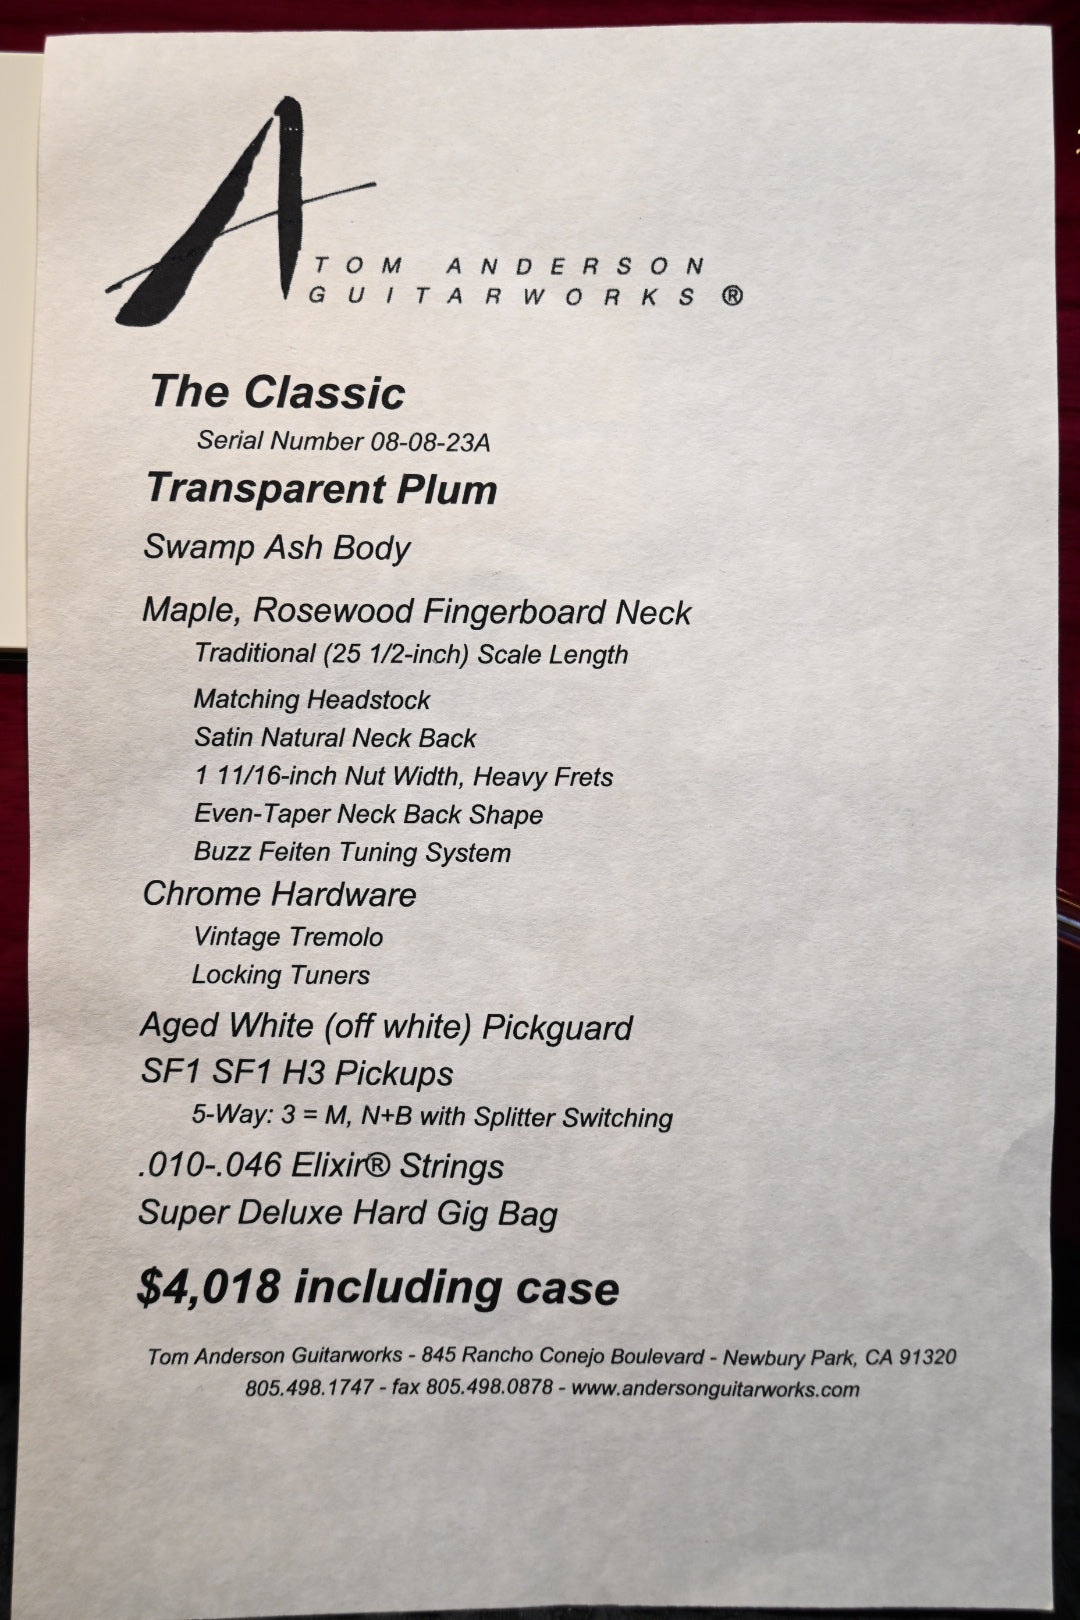 TOM ANDERSON
GUITARWORKS ®
The Classic
Serial Number 08-08-23A
Transparent Plum
Swamp Ash Body
Maple, Rosewood Fingerboard Neck
Traditional (25 1/2-inch) Scale Length
Matching Headstock
Satin Natural Neck Back
1 11/16-inch Nut Width, Heavy Frets
Even-Taper Neck Back Shape
Buzz Feiten Tuning System
Chrome Hardware
Vintage Tremolo
Locking Tuners
Aged White (off white) Pickguard
SF1 SF1 H3 Pickups
5-Way: 3 = M, N+B with Splitter Switching
.010-.046 Elixir® Strings
Super Deluxe Hard Gig Bag
$4,018 including case
Tom Anderson Guitarworks - 845 Rancho Conejo Boulevard - Newbury Park, CA 91320
805.498.1747 - fax 805.498.0878 - www.andersonguitarworks.com